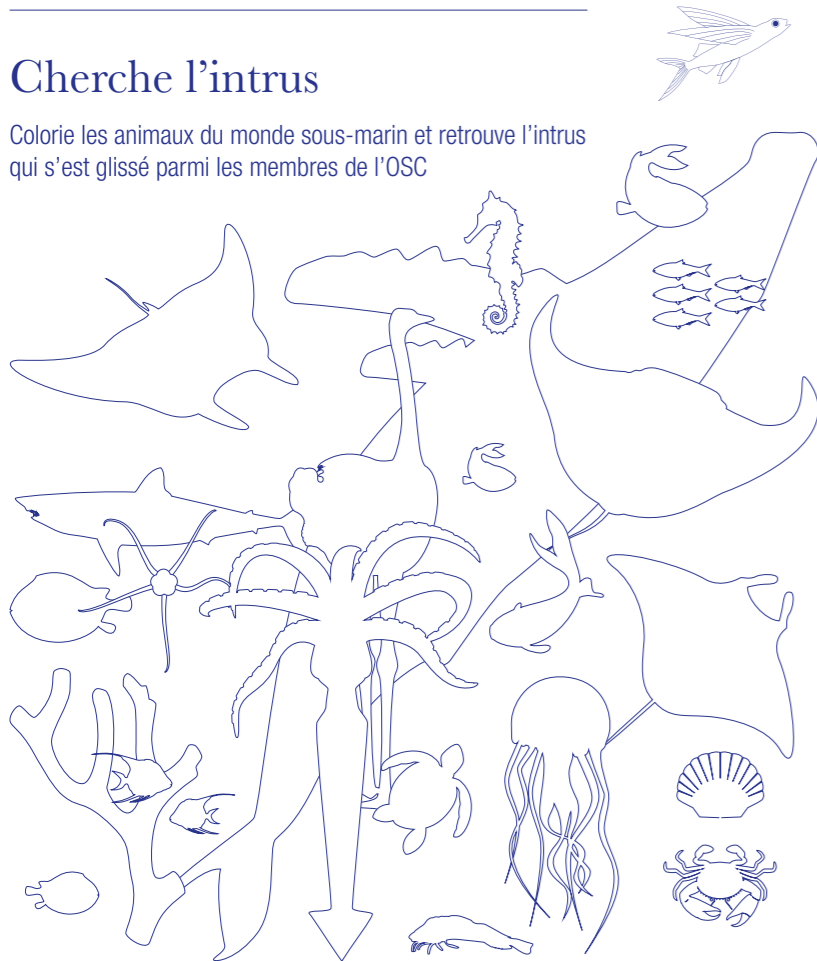 Cherche l’intrus
Colorie les animaux du monde sous-marin et retrouve l’intrus
qui s’est glissé parmi les membres de l’OSC